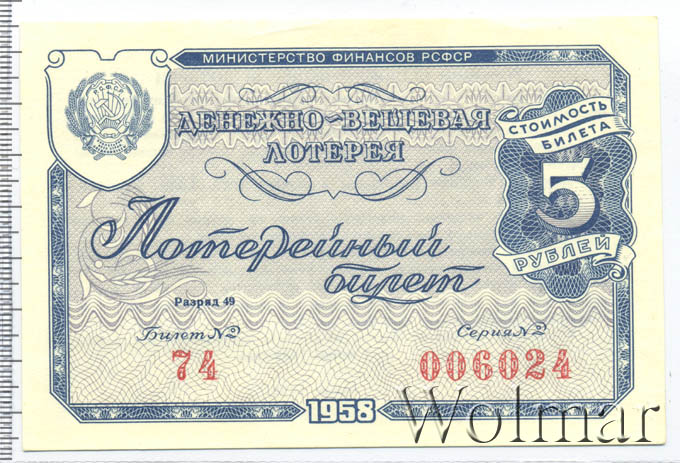 МИНИСТЕРСТВО ФИНАНСОВ РСФСР
РСФСР
ДЕНЕЖНО-ВЕЩЕВАЯ
ЛОТЕРЕЯ
СТОИМОСТЬ
БИЛЕТА
5
РУБЛЕЙ
Лотерейный
билет
Разряд 49
Билет №
74
Серия №
006024
1958
Wolmar